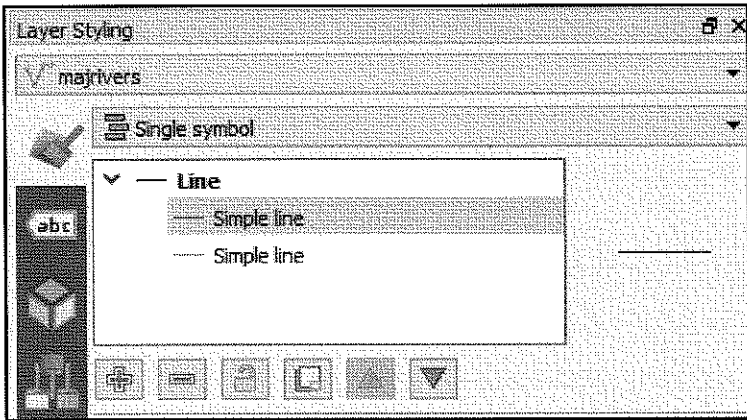 Layer Styling
majrivers
Single symbol
Line
abc
Simple line
Simple line